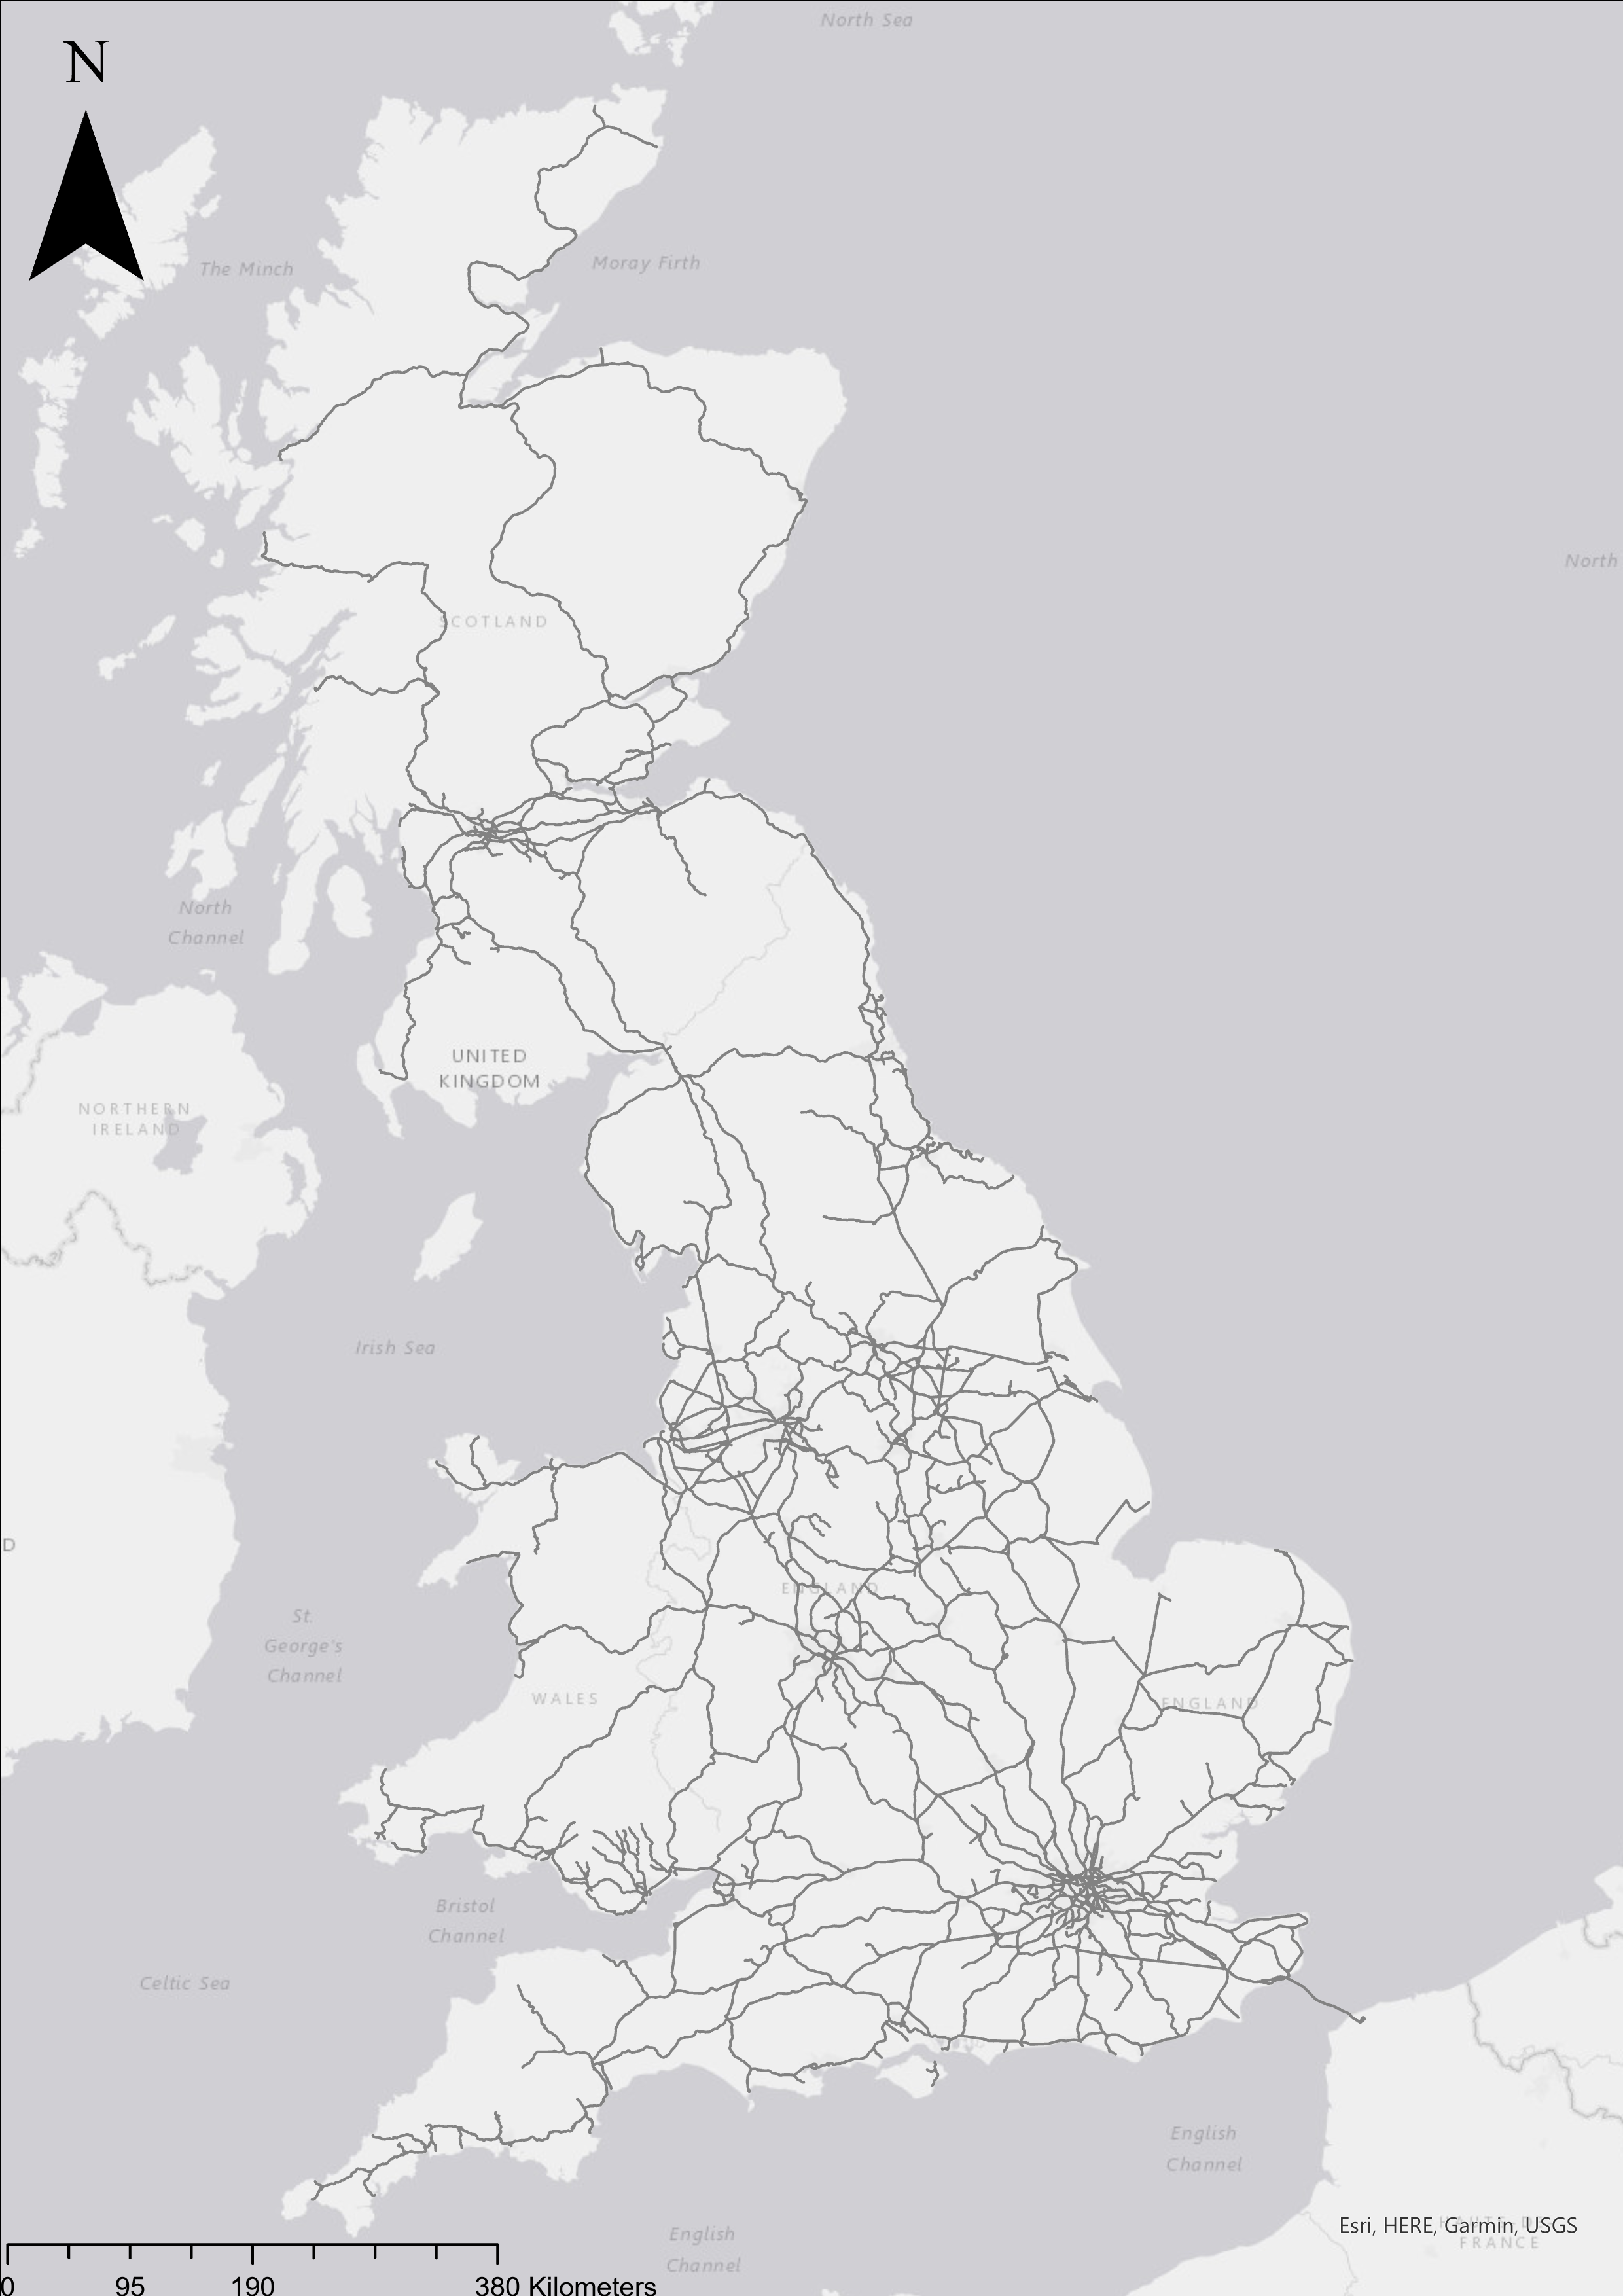 North Sea
N
The Minch
Moray Firth
North
SCOTLAND
North
Channel
UNITED
KINGDOM
NORTHERN
IRELAND
Irish Sea
D
ENGLAND
St.
George's
Channel
WALES
ENGLAND
Bristol
Channel
Celtic Sea
English
Channel
Esri, HERE, Garmin, USGS
FRANCE
English
Channel
0 95 190 380 Kilometers